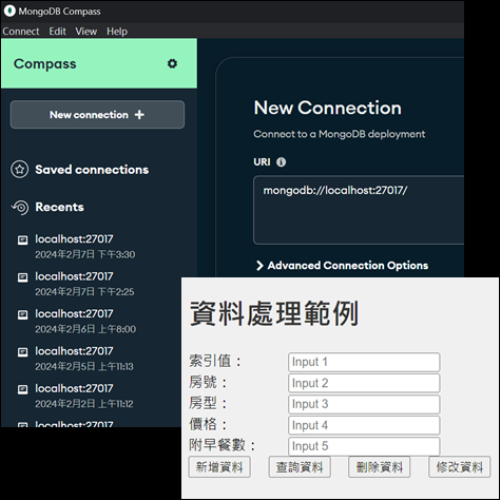 MongoDB Compass
Connect Edit View Help
Compass
New connection +
Saved connections
Recents
localhost:27017
2024年2月7日 下午3:30
localhost:27017
2024年2月7日 下午2:25
localhost:27017
2024年2月6日 上午8:00
localhost:27017
2024年2月5日 上午11:13
localhost:27017
2024年2月2日 上午11:12
localhost:27017
New Connection
Connect to a MongoDB deployment
URI
mongodb://localhost:27017/
Advanced Connection Options
資料處理範例
索引值： Input 1
房號： Input 2
房型： Input 3
價格： Input 4
附早餐數： Input 5
新增資料 查詢資料 刪除資料 修改資料